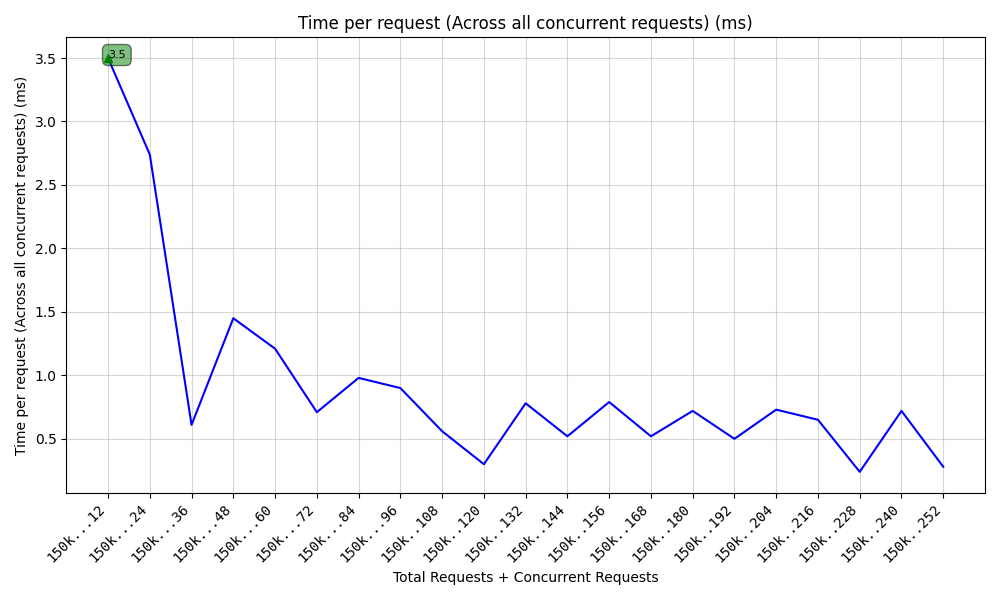 Time per request (Across all concurrent requests) (ms)
Time per request (Across all concurrent requests) (ms)
3.5
3.5
3.0
2.5
2.0
1.5
1.0
0.5
150k...12
150k...24
150k...36
150k...48
150k...60
150k...72
150k...84
150k...96
150k..108
150k..120
150k..132
150k..144
150k..156
150k..168
150k..180
150k..192
150k..204
150k..216
150k..228
150k..240
150k..252
Total Requests + Concurrent Requests